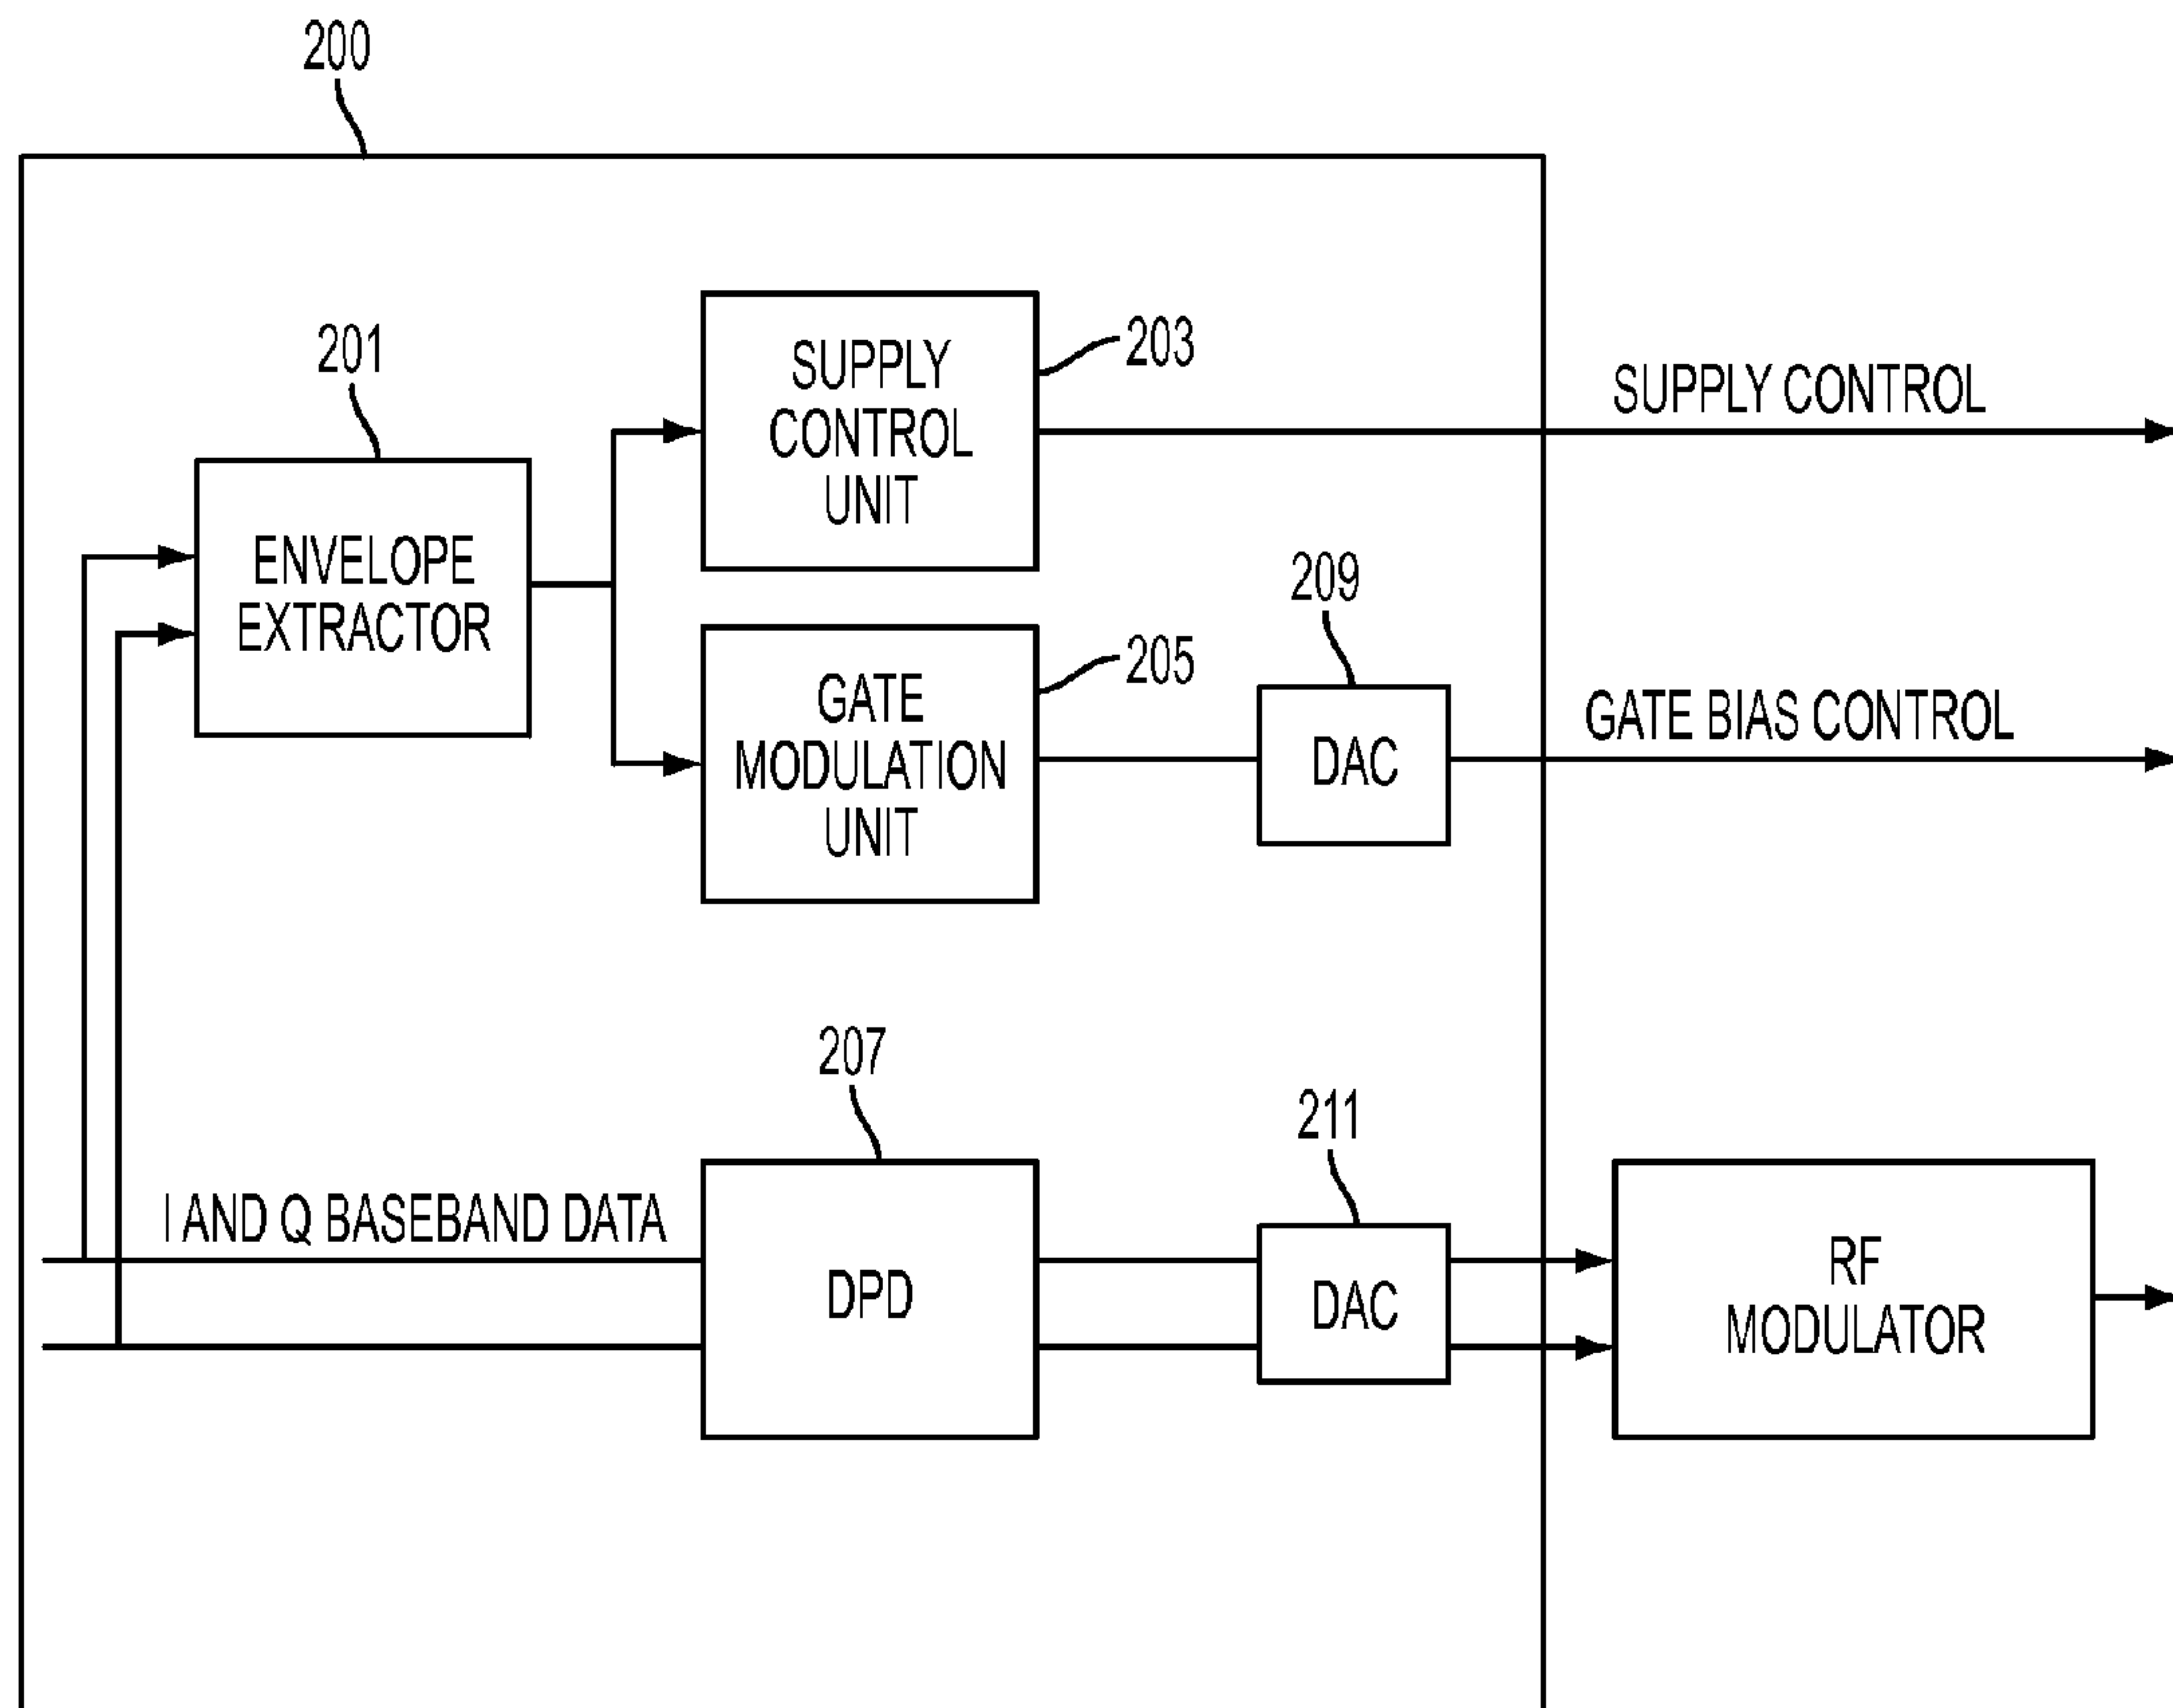 200
201
203
SUPPLY
CONTROL
UNIT
SUPPLY CONTROL
ENVELOPE
EXTRACTOR
205
209
GATE
MODULATION
UNIT
DAC
GATE BIAS CONTROL
207
211
I AND Q BASEBAND DATA
DPD
DAC
RF
MODULATOR